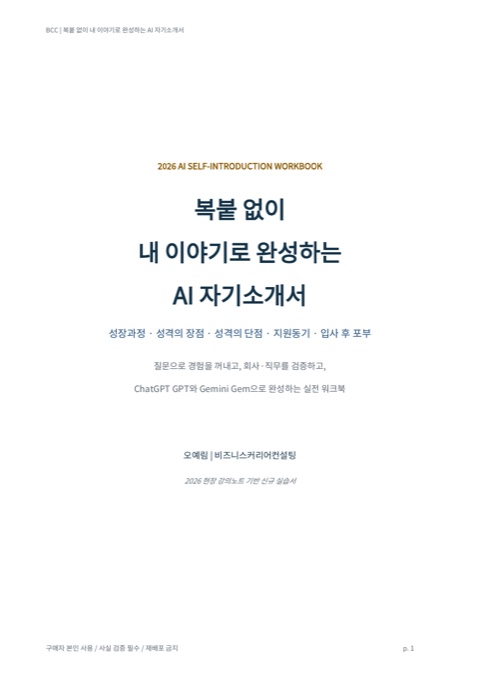 BCC | 복붙 없이 내 이야기로 완성하는 AI 자기소개서
2026 AI SELF-INTRODUCTION WORKBOOK
복붙 없이
내 이야기로 완성하는
AI 자기소개서
성장과정 · 성격의 장점 · 성격의 단점 · 지원동기 · 입사 후 포부
질문으로 경험을 꺼내고, 회사·직무를 검증하고,
ChatGPT GPT와 Gemini Gem으로 완성하는 실전 워크북
오예림 | 비즈니스커리어컨설팅
2026 현장 강의노트 기반 신규 실습서
구매자 본인 사용 / 사실 검증 필수 / 재배포 금지
p. 1